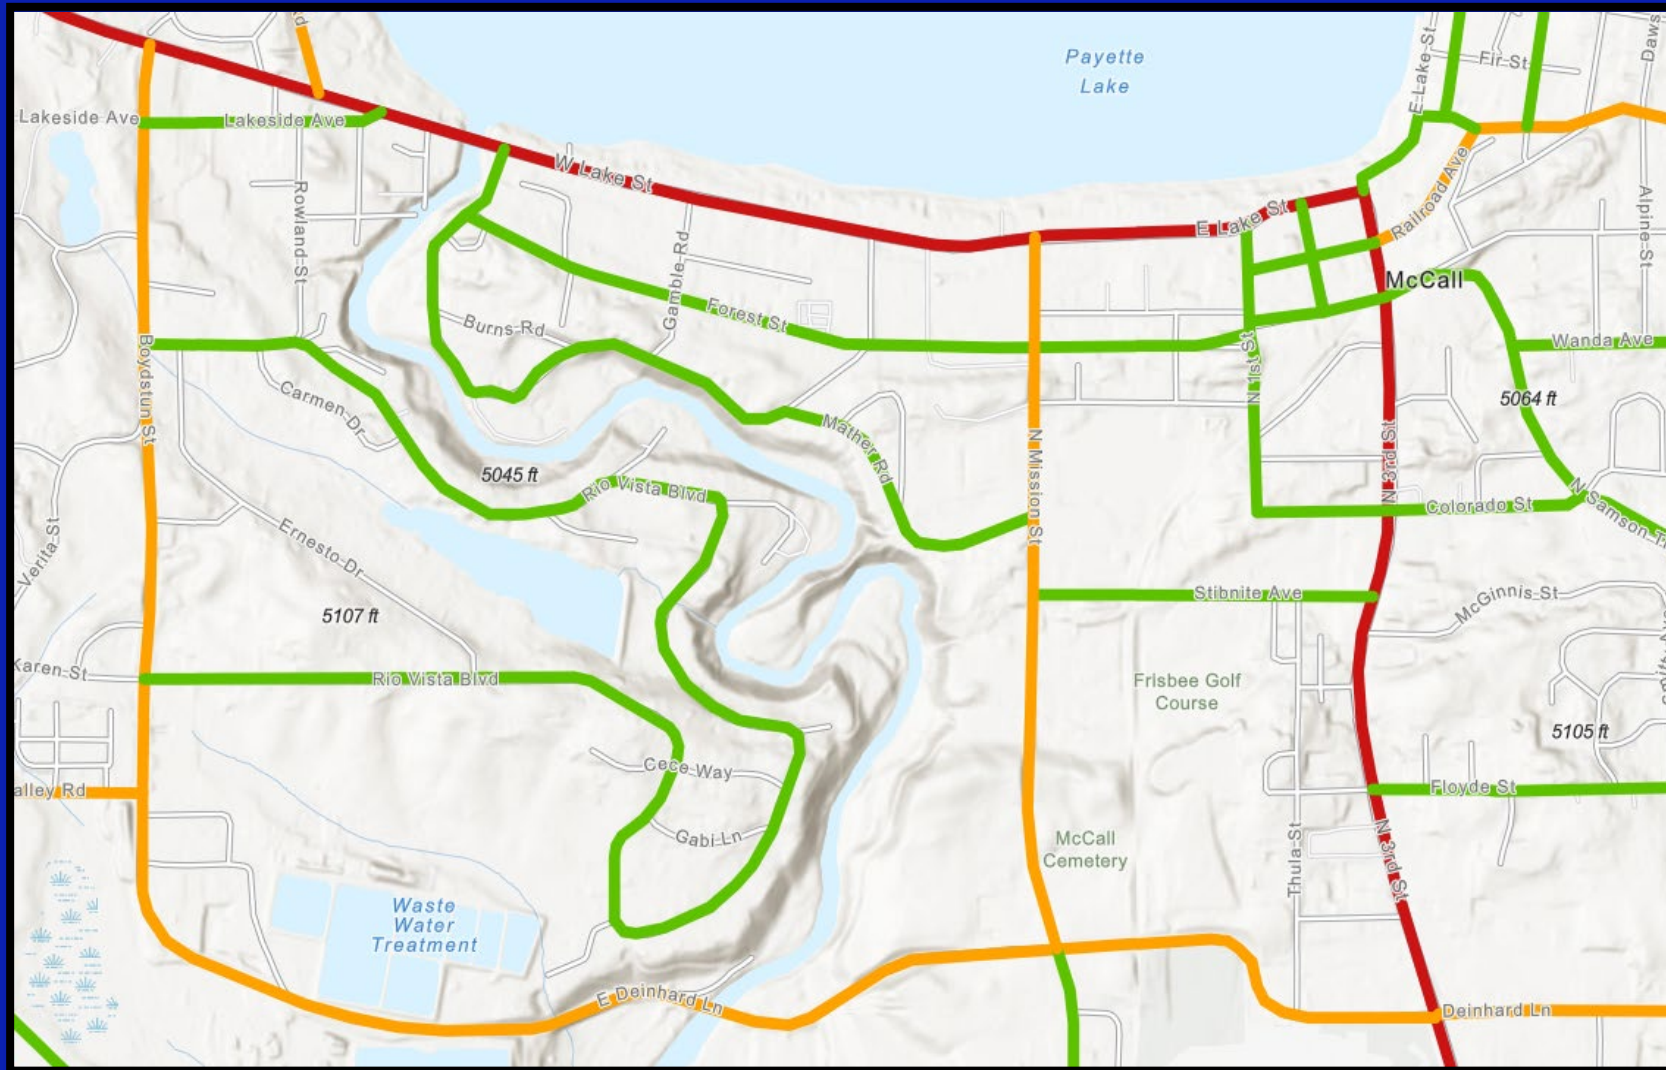 Payette
Lake
E Lake St
Fir St
Daws
Rd
Lakeside Ave
Lakeside Ave
W Lake St
Railroad Ave
Alpine St
Rowland St
E Lake St
Gamble Rd
McCall
Forest St
Burns Rd
Wanda Ave
Boydstun St
N 1st St
Carmen Dr
5064 ft
Mather Rd
N Mission St
N 3rd St
5045 ft
Rio Vista Blvd
Colorado St
N Samson T
Verita St
Ernesto Dr
Stibnite Ave
McGinnis St
5107 ft
Karen St
Rio Vista Blvd
Frisbee Golf
Course
5105 ft
Cece Way
alley Rd
Floyde St
Gabi Ln
McCall
Cemetery
Thula St
N 3rd St
Waste
Water
Treatment
E Deinhard Ln
Deinhard Ln